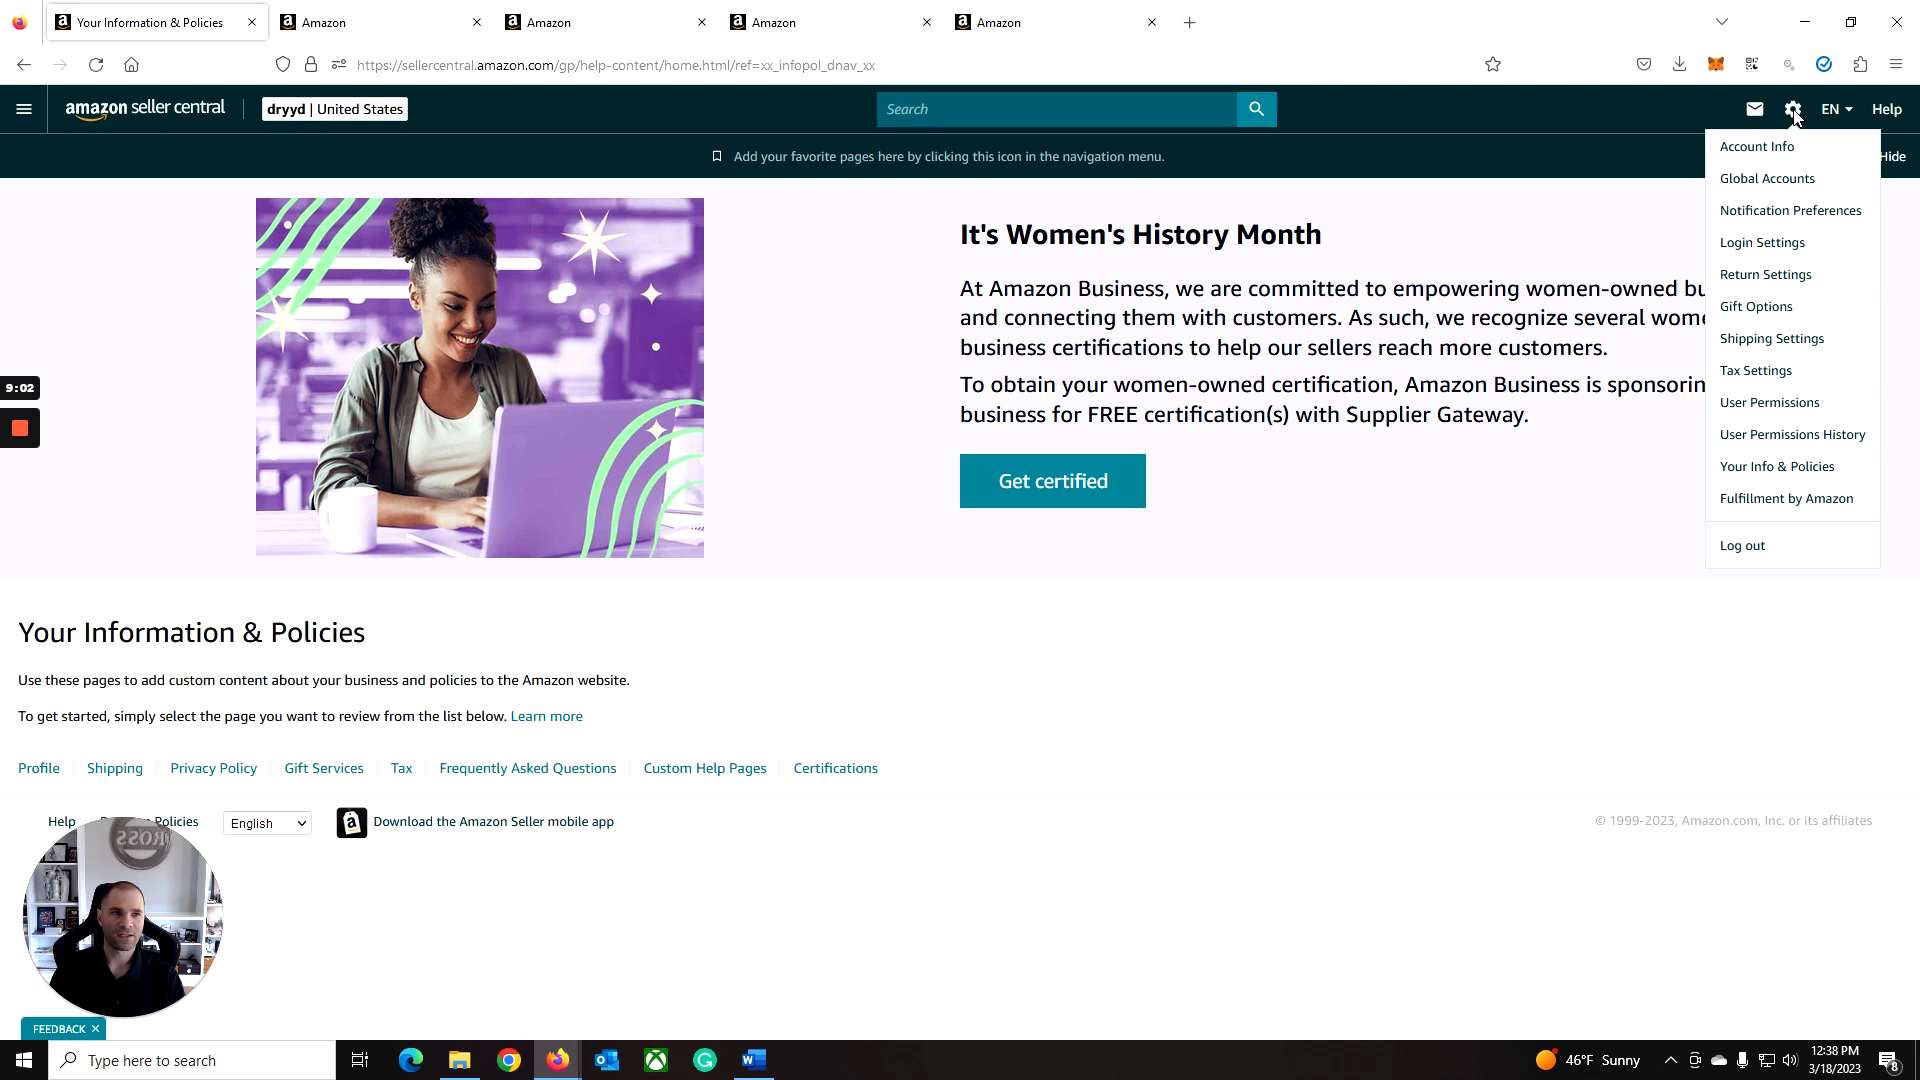 Your Information & Policies
Amazon
Amazon
Amazon
Amazon
https://sellercentral.amazon.com/gp/help-content/home.html/ref=xx_infopol_dnav_xx
amazon seller central
dryyd | United States
Search
EN
Help
Add your favorite pages here by clicking this icon in the navigation menu.
Hide
Account Info
Global Accounts
Notification Preferences
Login Settings
Return Settings
Gift Options
Shipping Settings
Tax Settings
User Permissions
User Permissions History
Your Info & Policies
Fulfillment by Amazon
Log out
It's Women's History Month
At Amazon Business, we are committed to empowering women-owned bu
and connecting them with customers. As such, we recognize several wom
business certifications to help our sellers reach more customers.
To obtain your women-owned certification, Amazon Business is sponsorin
business for FREE certification(s) with Supplier Gateway.
Get certified
9:02
Your Information & Policies
Use these pages to add custom content about your business and policies to the Amazon website.
To get started, simply select the page you want to review from the list below. Learn more
Profile
Shipping
Privacy Policy
Gift Services
Tax
Frequently Asked Questions
Custom Help Pages
Certifications
Help
Policies
English
Download the Amazon Seller mobile app
© 1999-2023, Amazon.com, Inc. or its affiliates
FEEDBACK
Type here to search
46°F Sunny
12:38 PM
3/18/2023
8